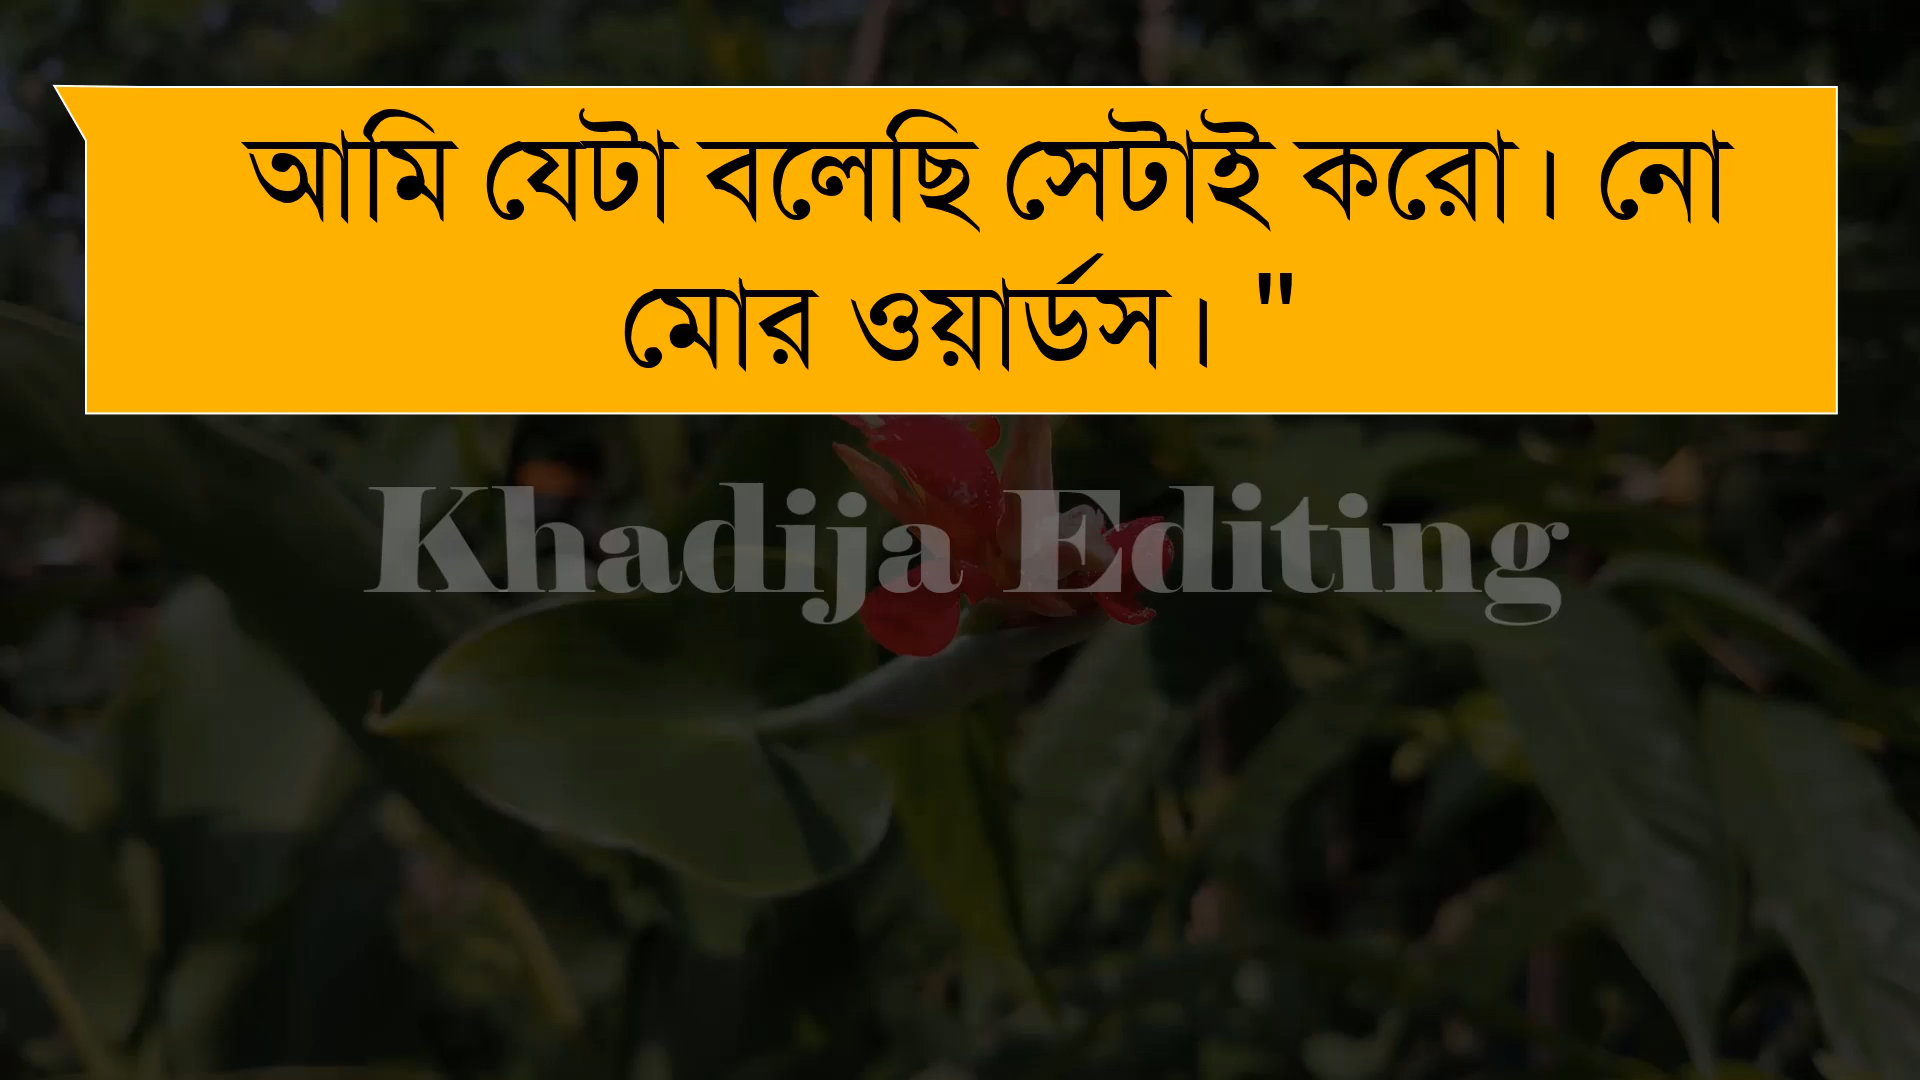 আমি যেটা বলেছি সেটাই করো। নো
মোর ওয়ার্ডস। "
Khadija Editing